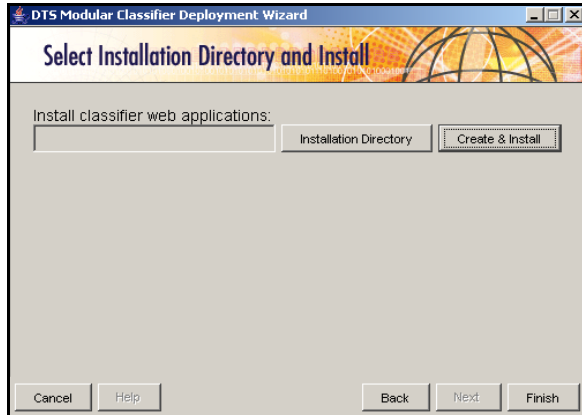 DTS Modular Classifier Deployment Wizard
Select Installation Directory and Install
Install classifier web applications:
Installation Directory
Create & Install
Cancel
Help
Back
Next
Finish